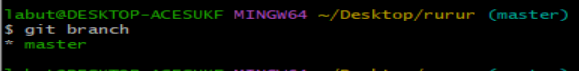 labut@DESKTOP-ACESUKF MINGW64 ~/Desktop/rurur (master)
$ git branch
* master